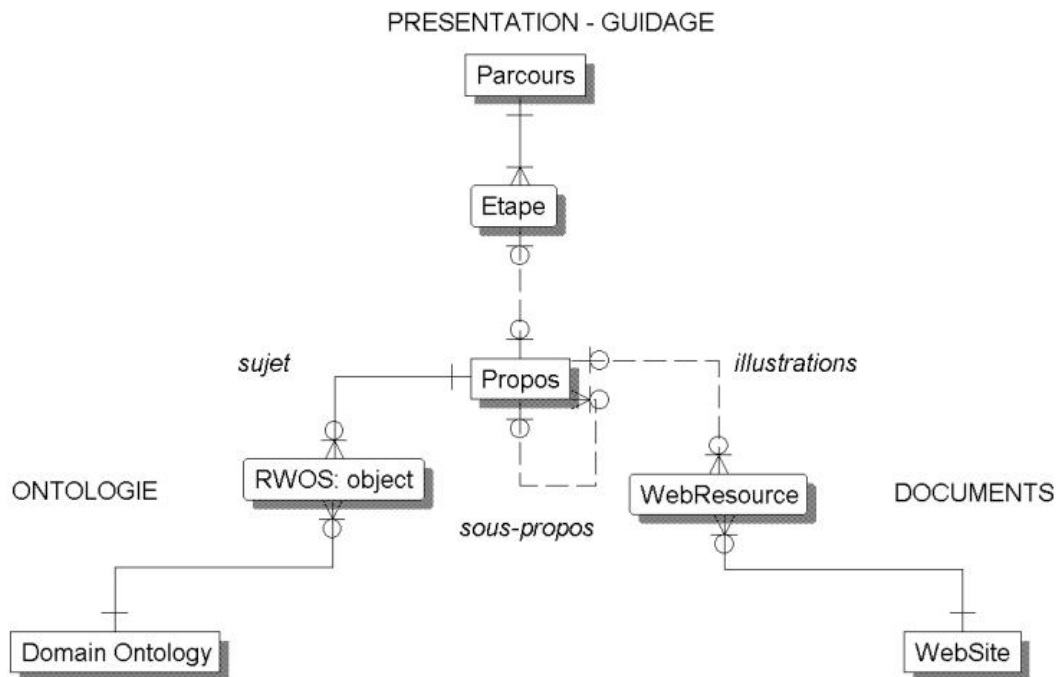 PRESENTATION - GUIDAGE
Parcours
Etape
sujet
Propos
illustrations
ONTOLOGIE
RWOS: object
sous-propos
WebResource
DOCUMENTS
Domain Ontology
WebSite